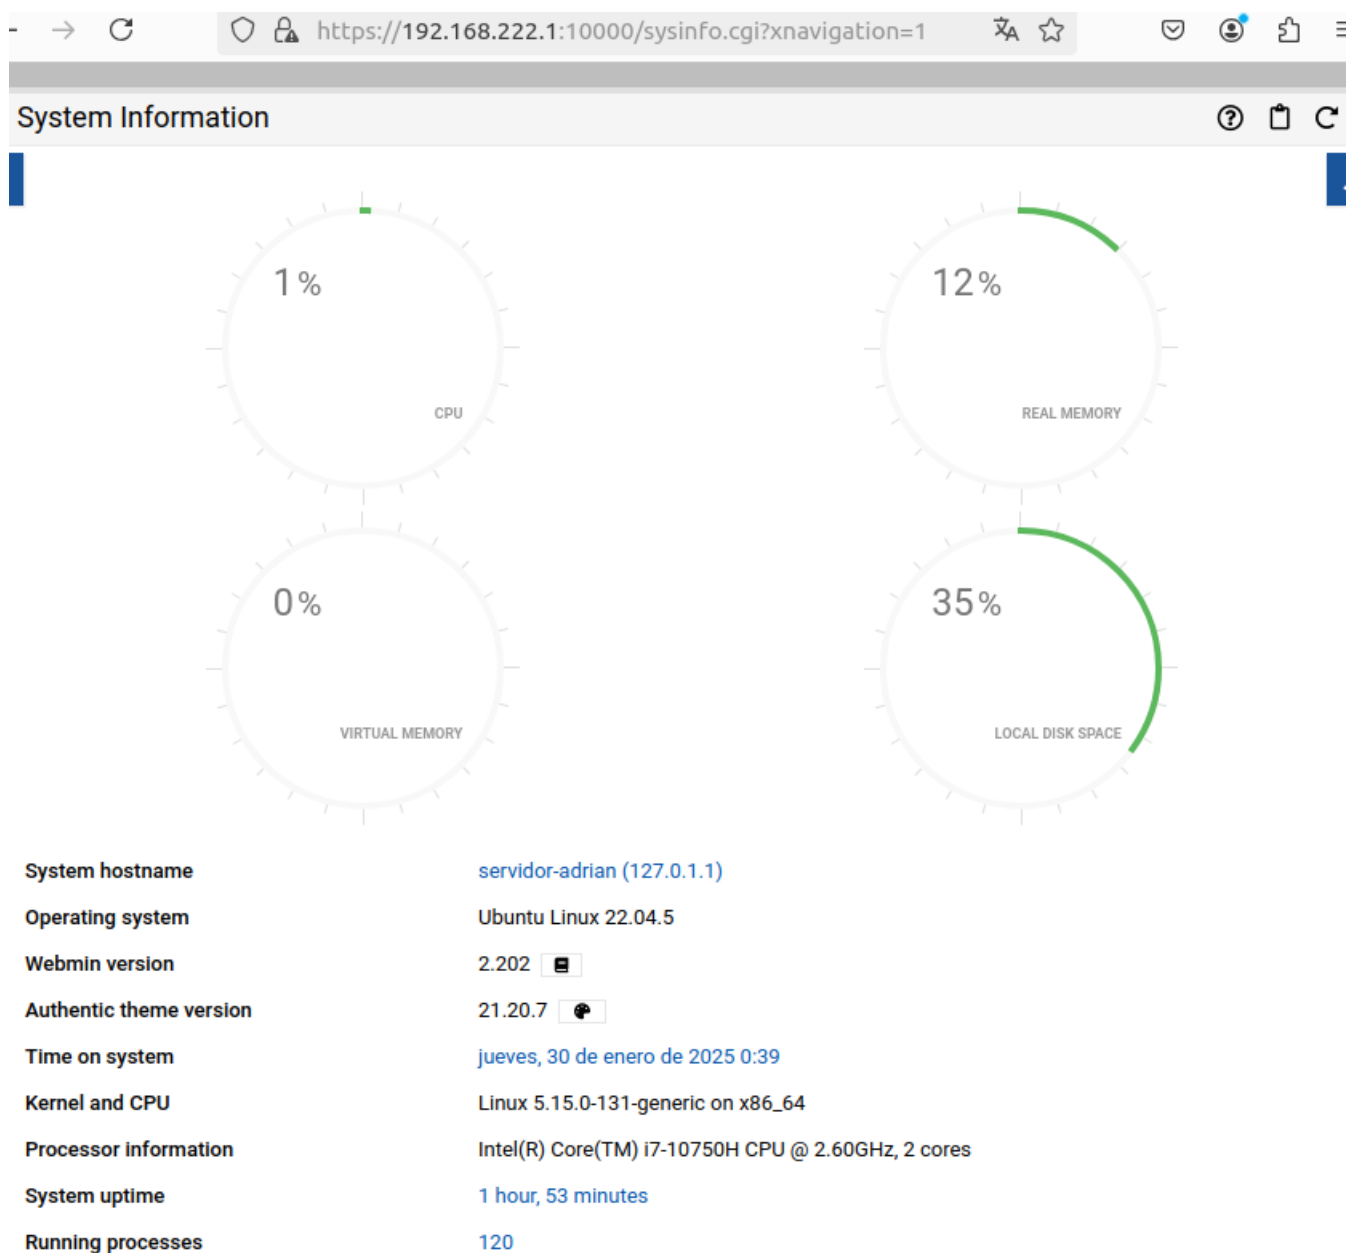 https://192.168.222.1:10000/sysinfo.cgi?xnavigation=1
System Information
1%
CPU
12%
REAL MEMORY
0%
VIRTUAL MEMORY
35%
LOCAL DISK SPACE
System hostname servidor-adrian (127.0.1.1)
Operating system Ubuntu Linux 22.04.5
Webmin version 2.202
Authentic theme version 21.20.7
Time on system jueves, 30 de enero de 2025 0:39
Kernel and CPU Linux 5.15.0-131-generic on x86_64
Processor information Intel(R) Core(TM) i7-10750H CPU @ 2.60GHz, 2 cores
System uptime 1 hour, 53 minutes
Running processes 120